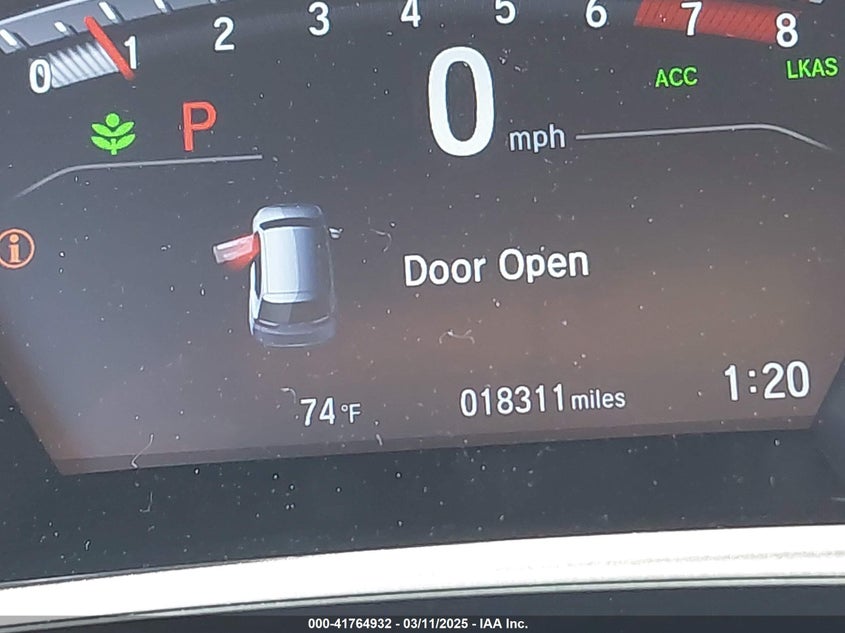 0 1 2 3 4 5 6 7 8
ACC LKAS
P 0 mph
i
Door Open
74 °F 018311 miles 1:20
000-41764932 - 03/11/2025 - IAA Inc.